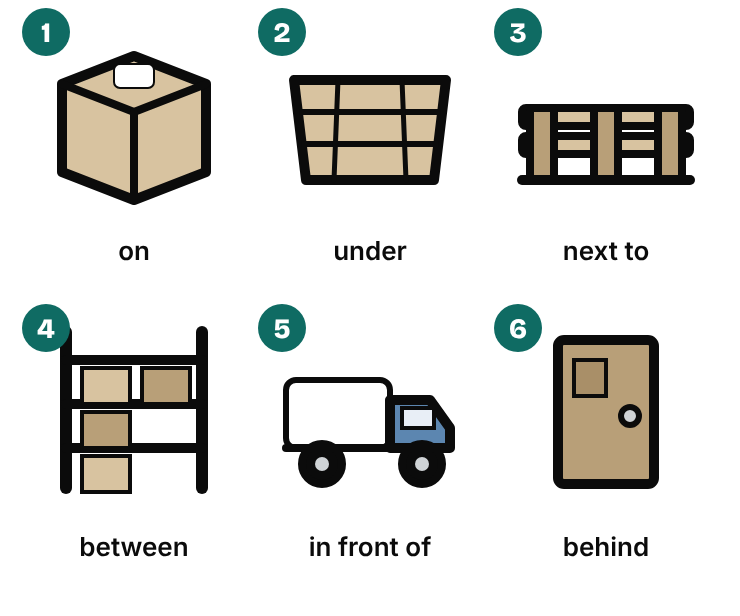 1
2
3
on
under
next to
4
5
6
between
in front of
behind